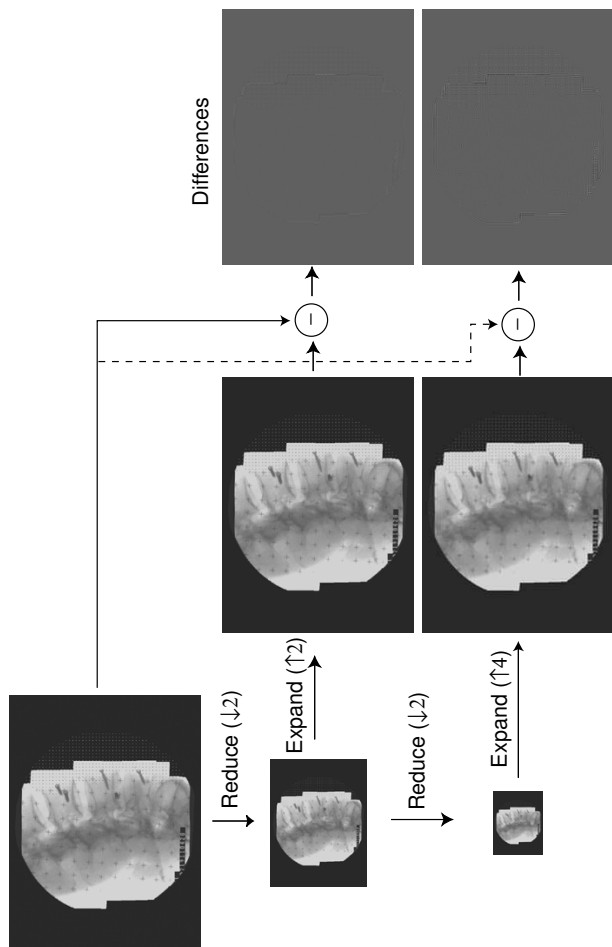 Differences
−
−
Expand (↑2)
Expand (↑4)
Reduce (↓2)
Reduce (↓2)